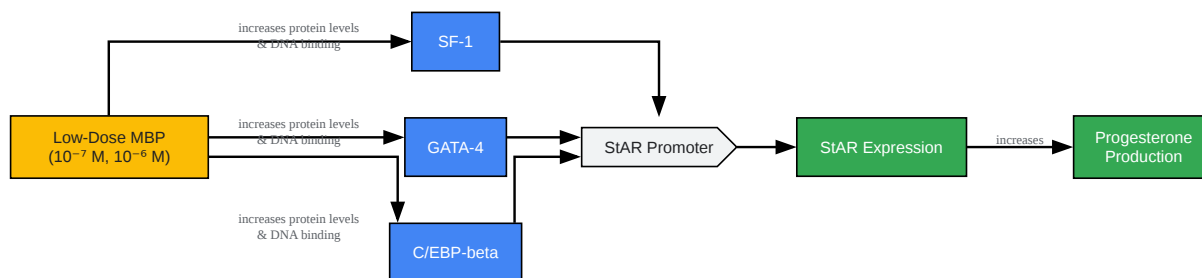 increases protein levels
& DNA binding
SF-1
Low-Dose MBP
(10⁻⁷ M, 10⁻⁶ M)
increases protein levels
& DNA binding
GATA-4
StAR Promoter
StAR Expression
increases
Progesterone
Production
increases protein levels
& DNA binding
C/EBP-beta